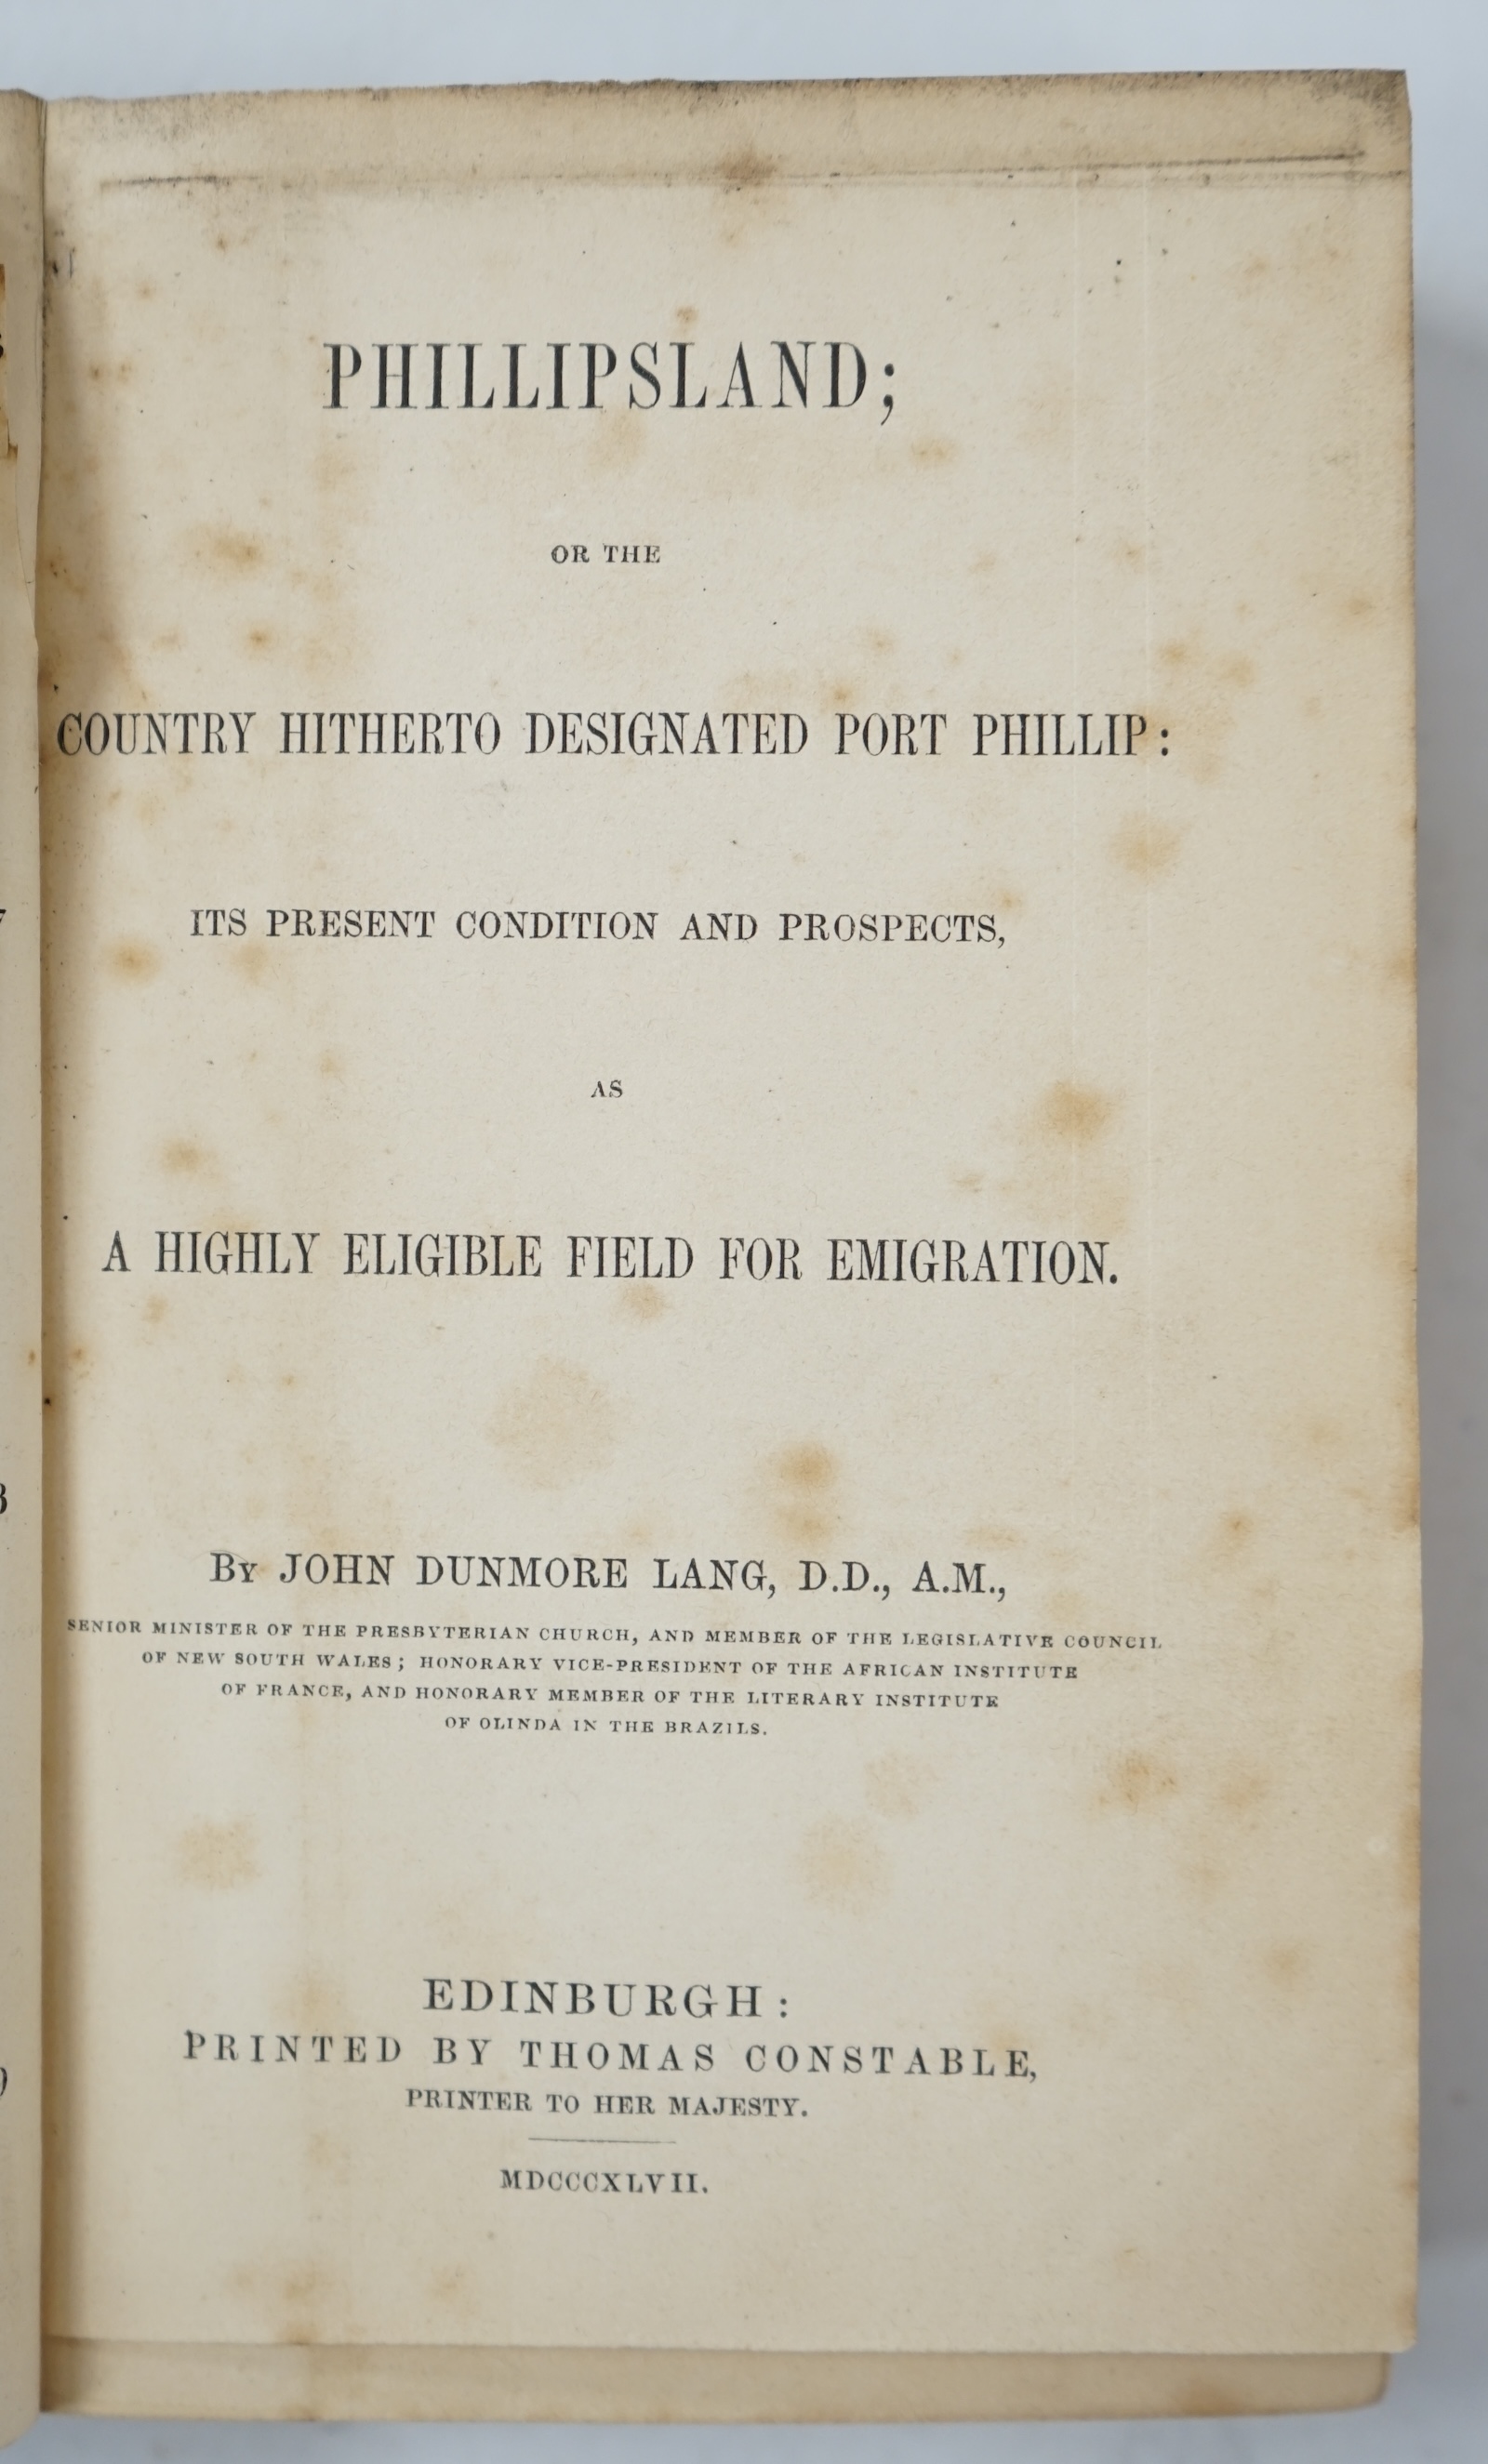 PHILLIPSLAND;
OR THE
COUNTRY HITHERTO DESIGNATED PORT PHILLIP:
ITS PRESENT CONDITION AND PROSPECTS,
AS
A HIGHLY ELIGIBLE FIELD FOR EMIGRATION.
By JOHN DUNMORE LANG, D.D., A.M.,
SENIOR MINISTER OF THE PRESBYTERIAN CHURCH, AND MEMBER OF THE LEGISLATIVE COUNCIL
OF NEW SOUTH WALES; HONORARY VICE-PRESIDENT OF THE AFRICAN INSTITUTE
OF FRANCE, AND HONORARY MEMBER OF THE LITERARY INSTITUTE
OF OLINDA IN THE BRAZILS.
EDINBURGH:
PRINTED BY THOMAS CONSTABLE,
PRINTER TO HER MAJESTY.
MDCCCXLVII.